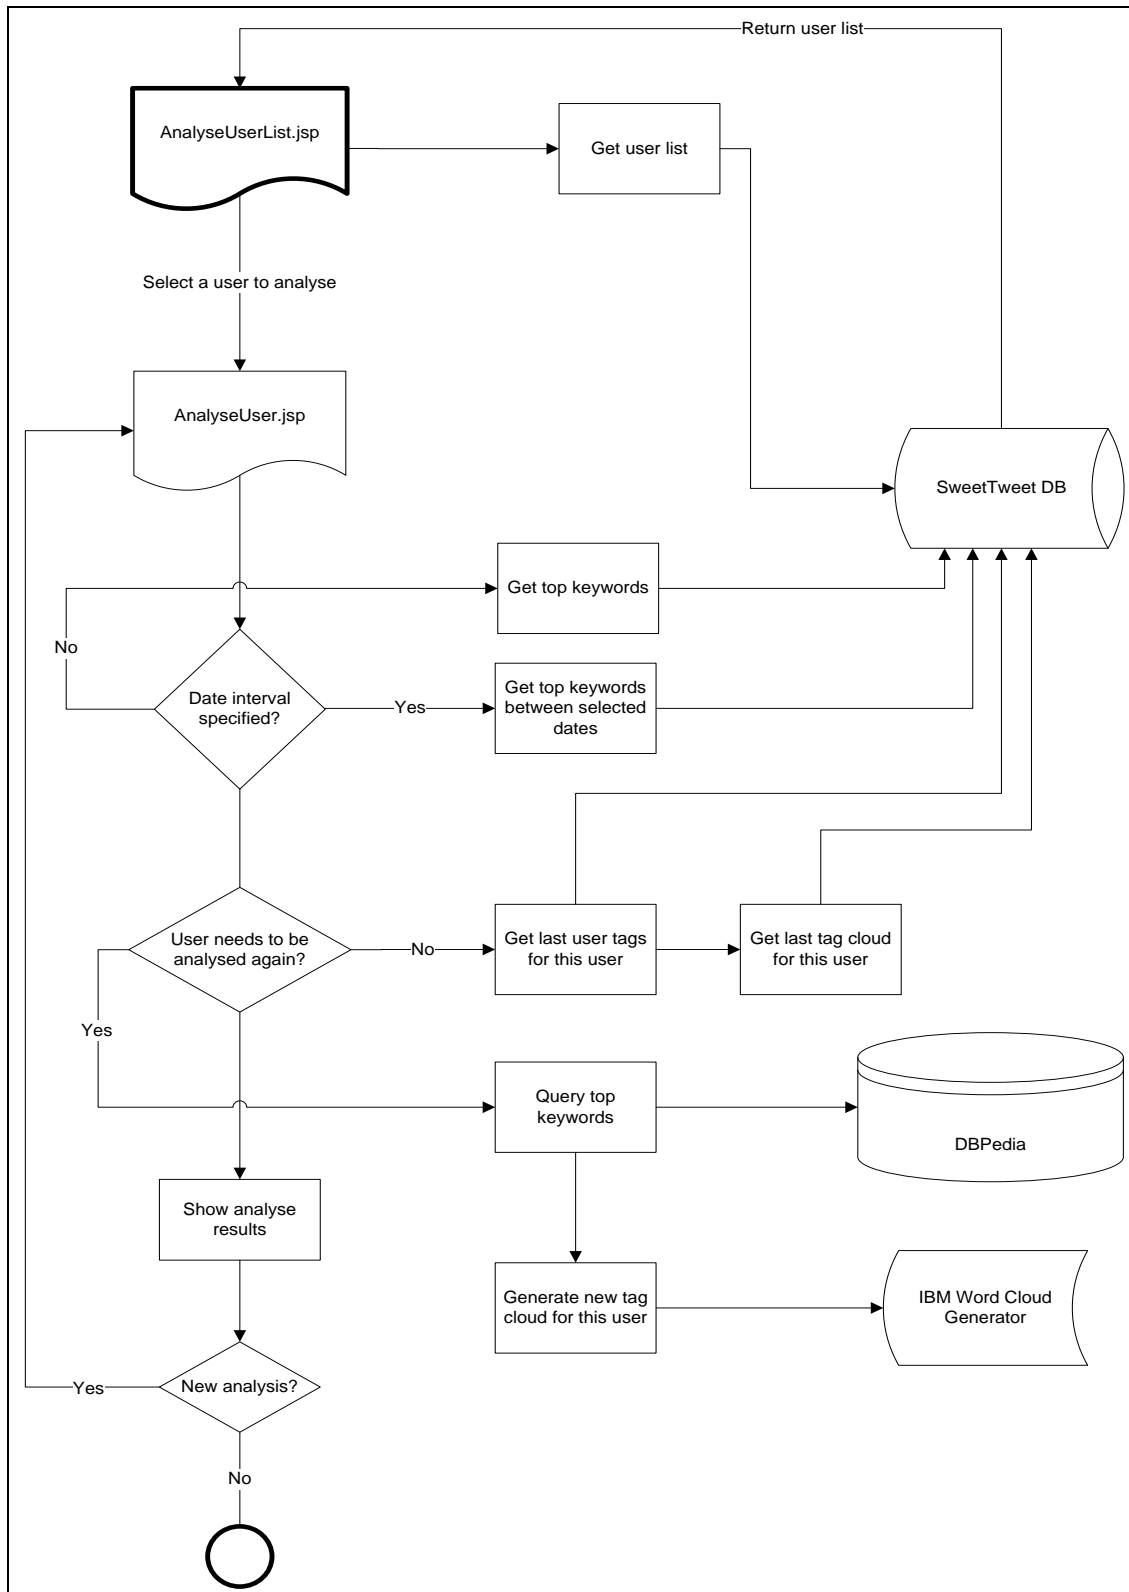 Return user list
AnalyseUserList.jsp
Get user list
Select a user to analyse
AnalyseUser.jsp
SweetTweet DB
Get top keywords
No
Date interval
specified?
Yes
Get top keywords
between selected
dates
User needs to be
analysed again?
No
Get last user tags
for this user
Get last tag cloud
for this user
Yes
Query top
keywords
DBPedia
Show analyse
results
Generate new tag
cloud for this user
IBM Word Cloud
Generator
Yes
New analysis?
No